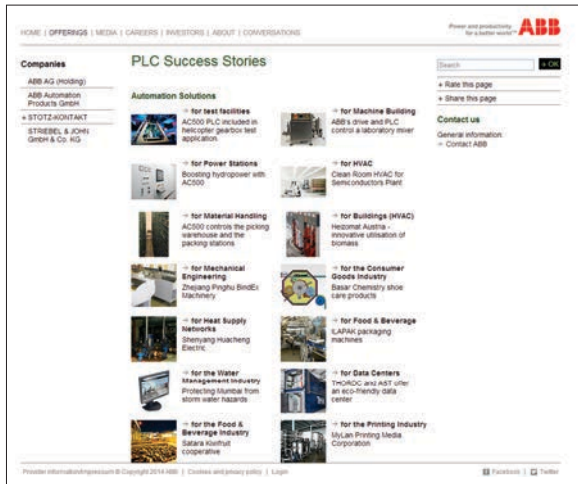 HOME | OFFERINGS | MEDIA | CAREERS | INVESTORS | ABOUT | CONVERSATIONS
Power and productivity
for a better world™
ABB
Companies
ABB AG (Holding)
ABB Automation
Products GmbH
+ STOTZ-KONTAKT
STRIEBEL & JOHN
GmbH & Co. KG
PLC Success Stories
Automation Solutions
→ for test facilities
AC500 PLC included in
helicopter gearbox test
application.
→ for Machine Building
ABB's drive and PLC
control a laboratory mixer
→ for Power Stations
Boosting hydropower with
AC500
→ for HVAC
Clean Room HVAC for
Semiconductors Plant
→ for Material Handling
AC500 controls the picking
warehouse and the
packing stations
→ for Buildings (HVAC)
Heizomat Austria -
innovative utilisation of
biomass
→ for Mechanical
Engineering
Zhejiang Pinghu BindEx
Machinery
→ for the Consumer
Goods Industry
Basar Chemistry shoe
care products
→ for Heat Supply
Networks
Shenyang Huacheng
Electric
→ for Food & Beverage
ILAPAK packaging
machines
→ for the Water
Management Industry
Protecting Mumbai from
storm water hazards
→ for Data Centers
THOROC and AST offer
an eco-friendly data
center
→ for the Food &
Beverage Industry
Satara Kiwifruit
cooperative
→ for the Printing Industry
MyLan Printing Media
Corporation
Search
→ OK
+ Rate this page
+ Share this page
Contact us
General information:
→ Contact ABB
Provider information/Impressum © Copyright 2014 ABB | Cookies and privacy policy | Login
Facebook | Twitter